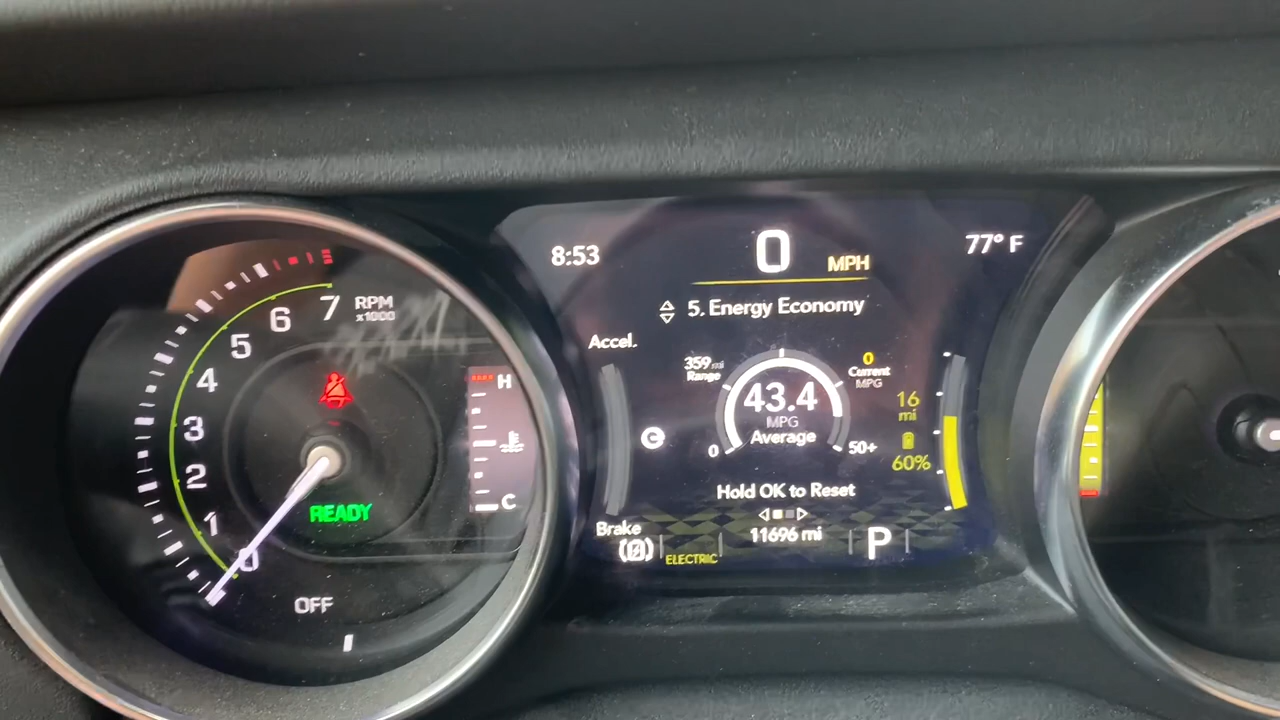 7
RPM
x1000
6
5
4
3
2
1
0
OFF
READY
H
C
8:53
0 MPH
77° F
5. Energy Economy
Accel.
359 mi
Range
43.4
MPG
Average
0
50+
0
Current
MPG
16
mi
60%
C
Hold OK to Reset
Brake
ELECTRIC
11696 mi
P